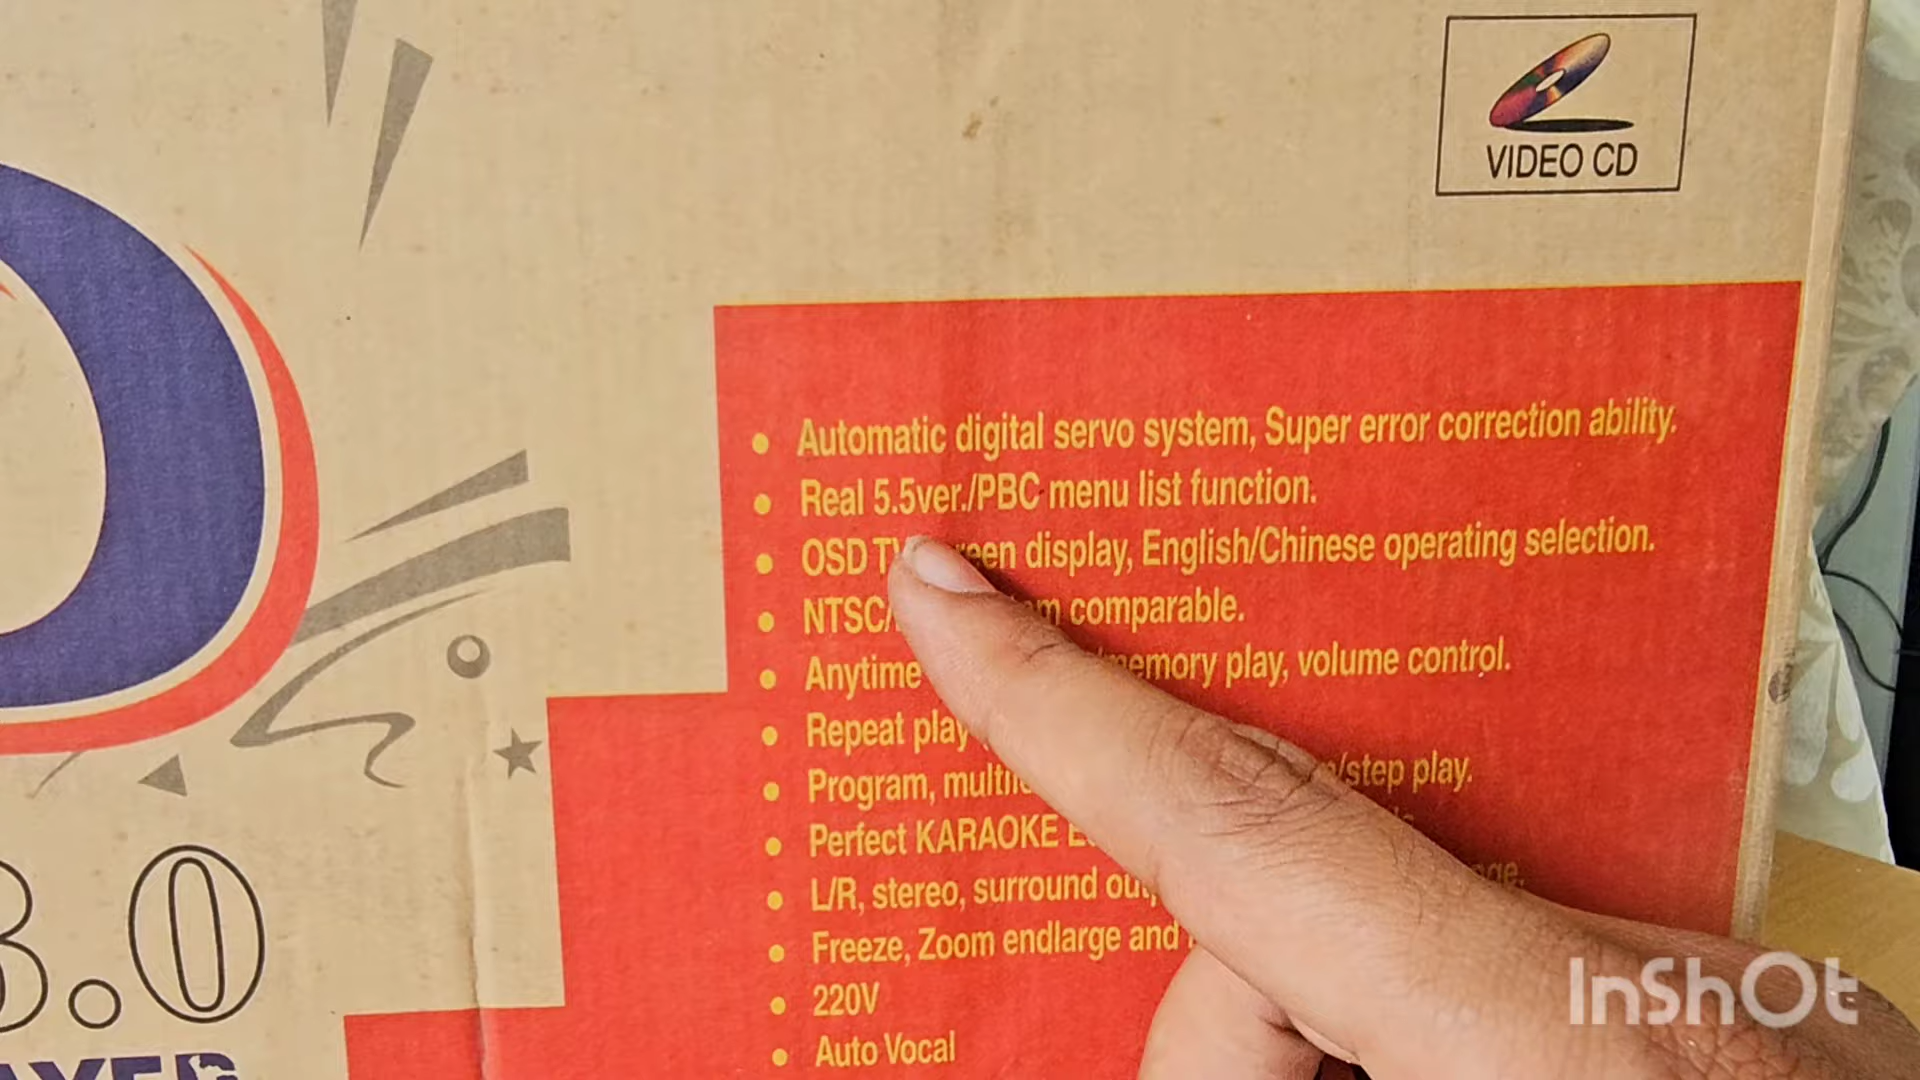 VIDEO CD
Automatic digital servo system, Super error correction ability.
Real 5.5ver./PBC menu list function.
OSD display, English/Chinese operating selection.
NTSC/ comparable.
Anytime memory play, volume control.
Repeat play
Program, /step play.
Perfect KARAOKE
L/R, stereo, surround
Freeze, Zoom endlarge and
220V
Auto Vocal
3.0
InShOt